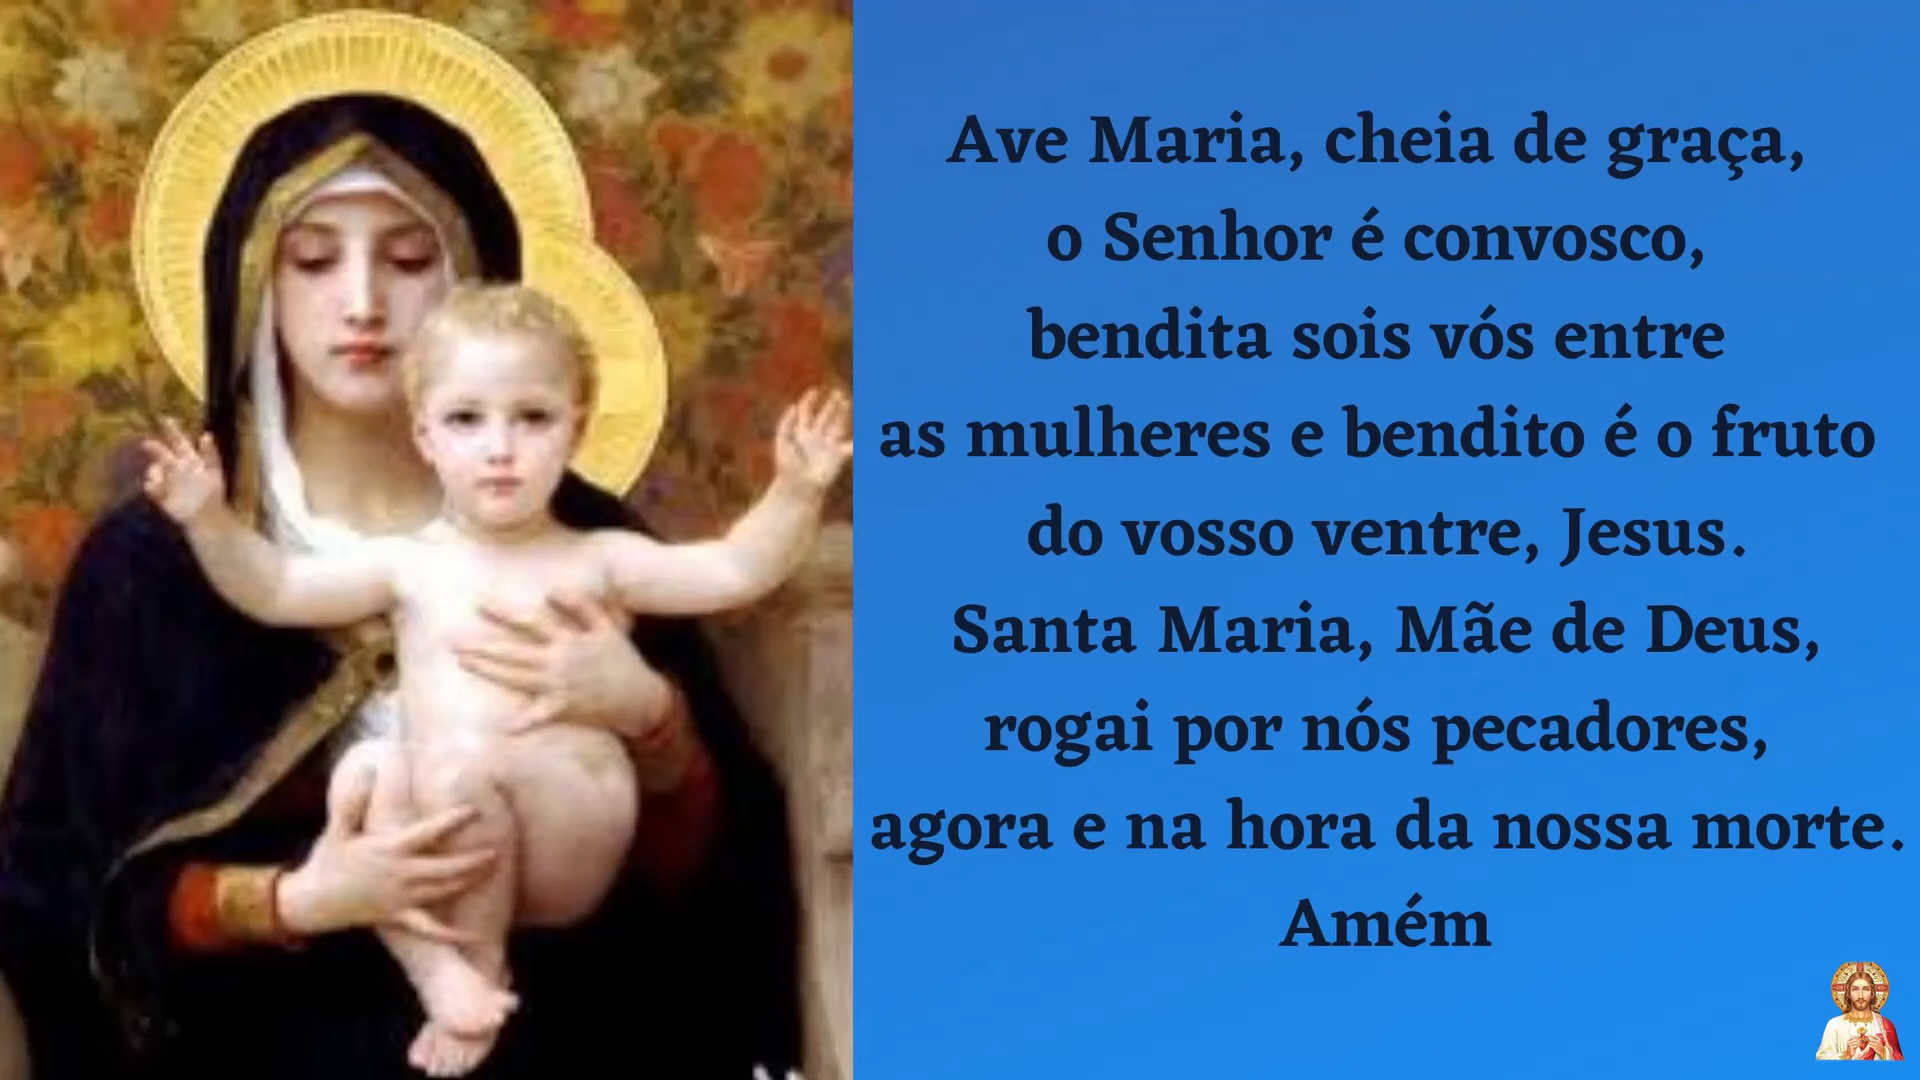 Ave Maria, cheia de graça,
o Senhor é convosco,
bendita sois vós entre
as mulheres e bendito é o fruto
do vosso ventre, Jesus.
Santa Maria, Mãe de Deus,
rogai por nós pecadores,
agora e na hora da nossa morte.
Amém